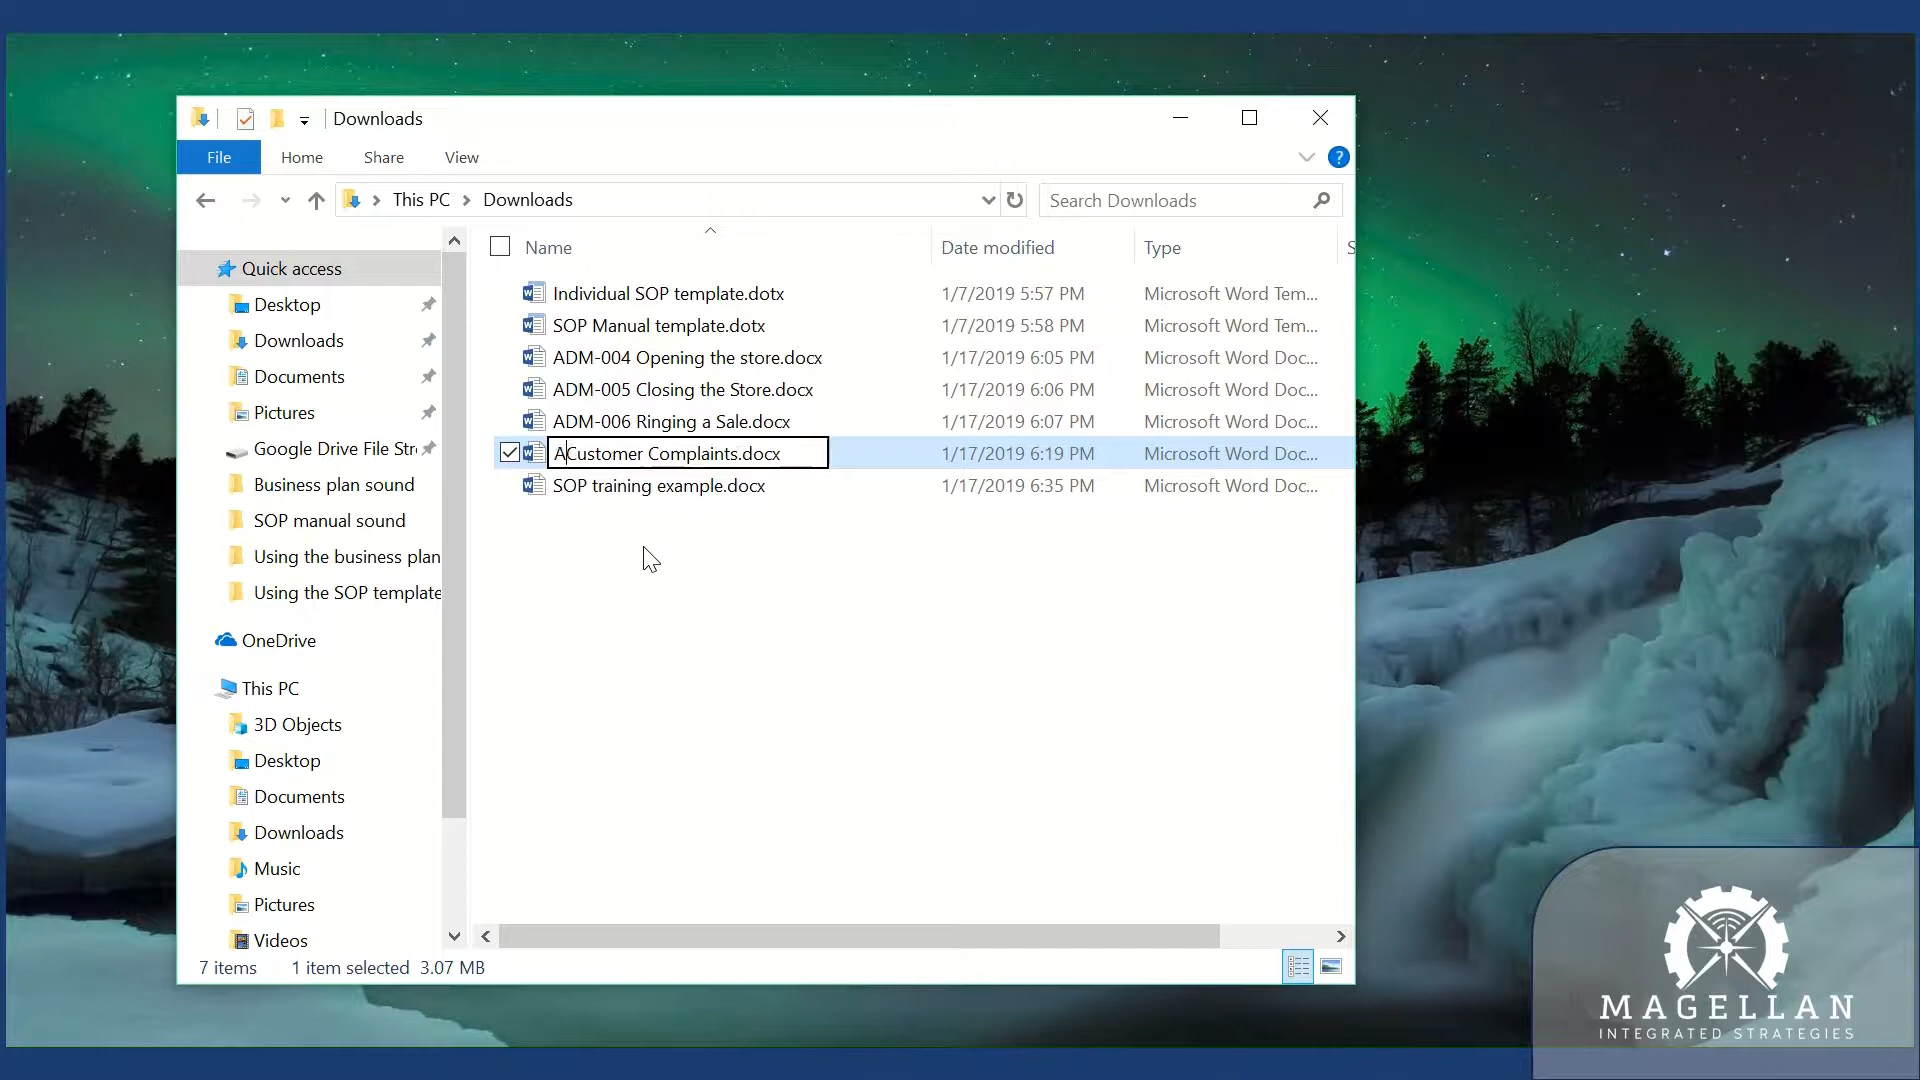 Downloads
File Home Share View
?
This PC Downloads
Search Downloads
Name Date modified Type S
Quick access
Desktop
Downloads
Documents
Pictures
Google Drive File Str
Business plan sound
SOP manual sound
Using the business plan
Using the SOP template
OneDrive
This PC
3D Objects
Desktop
Documents
Downloads
Music
Pictures
Videos
Individual SOP template.dotx 1/7/2019 5:57 PM Microsoft Word Tem...
SOP Manual template.dotx 1/7/2019 5:58 PM Microsoft Word Tem...
ADM-004 Opening the store.docx 1/17/2019 6:05 PM Microsoft Word Doc...
ADM-005 Closing the Store.docx 1/17/2019 6:06 PM Microsoft Word Doc...
ADM-006 Ringing a Sale.docx 1/17/2019 6:07 PM Microsoft Word Doc...
ACustomer Complaints.docx 1/17/2019 6:19 PM Microsoft Word Doc...
SOP training example.docx 1/17/2019 6:35 PM Microsoft Word Doc...
7 items 1 item selected 3.07 MB
MAGELLAN
INTEGRATED STRATEGIES